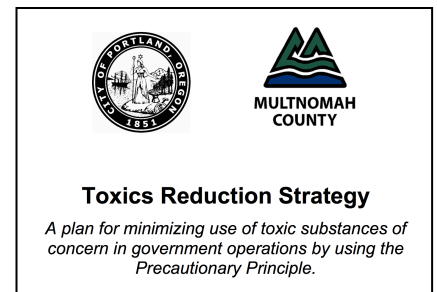 CITY OF PORTLAND, OREGON
1851
MULTNOMAH
COUNTY
Toxics Reduction Strategy
A plan for minimizing use of toxic substances of
concern in government operations by using the
Precautionary Principle.